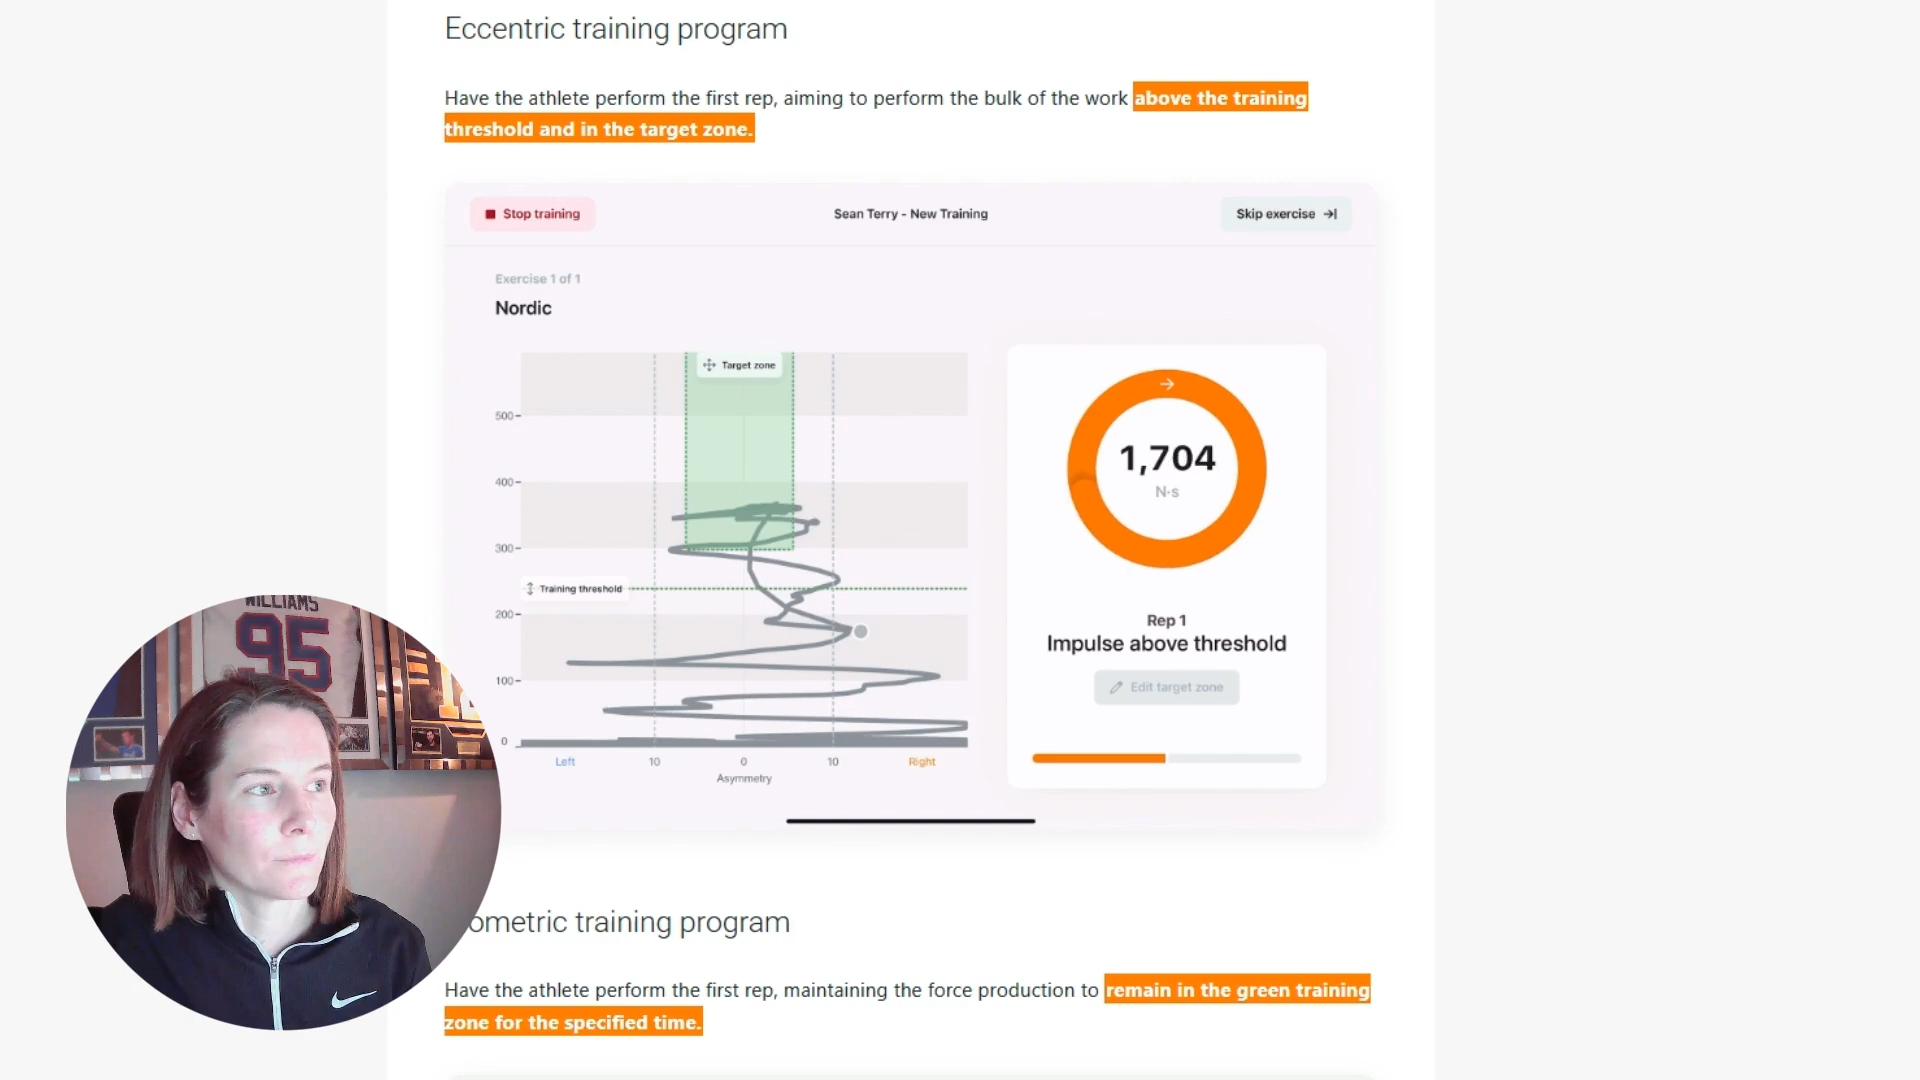 Eccentric training program
Have the athlete perform the first rep, aiming to perform the bulk of the work above the training
threshold and in the target zone.
Stop training
Sean Terry - New Training
Skip exercise
Exercise 1 of 1
Nordic
Target zone
500
400
300
Training threshold
200
100
0
Left
10
0
10
Right
Asymmetry
1,704
N·s
Rep 1
Impulse above threshold
Edit target zone
WILLIAMS
95
ometric training program
Have the athlete perform the first rep, maintaining the force production to remain in the green training
zone for the specified time.